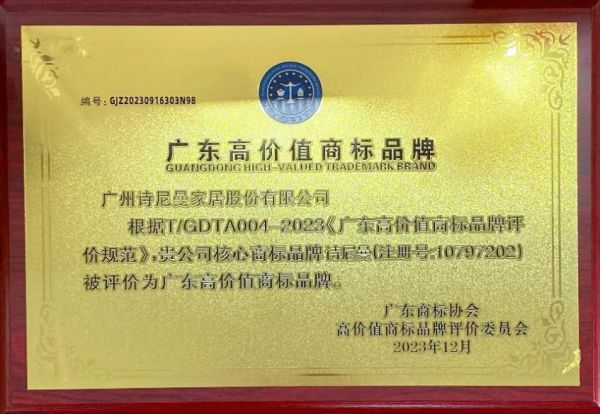 编号：GJZ20230916303N98
广东高价值商标品牌
GUANGDONG HIGH-VALUED TRADEMARK BRAND
广州诗尼曼家居股份有限公司
根据T/GDTA004-2023《广东高价值商标品牌评
价规范》，贵公司核心商标品牌诗尼曼(注册号:10797202)
被评价为广东高价值商标品牌。
广东商标协会
高价值商标品牌评价委员会
2023年12月